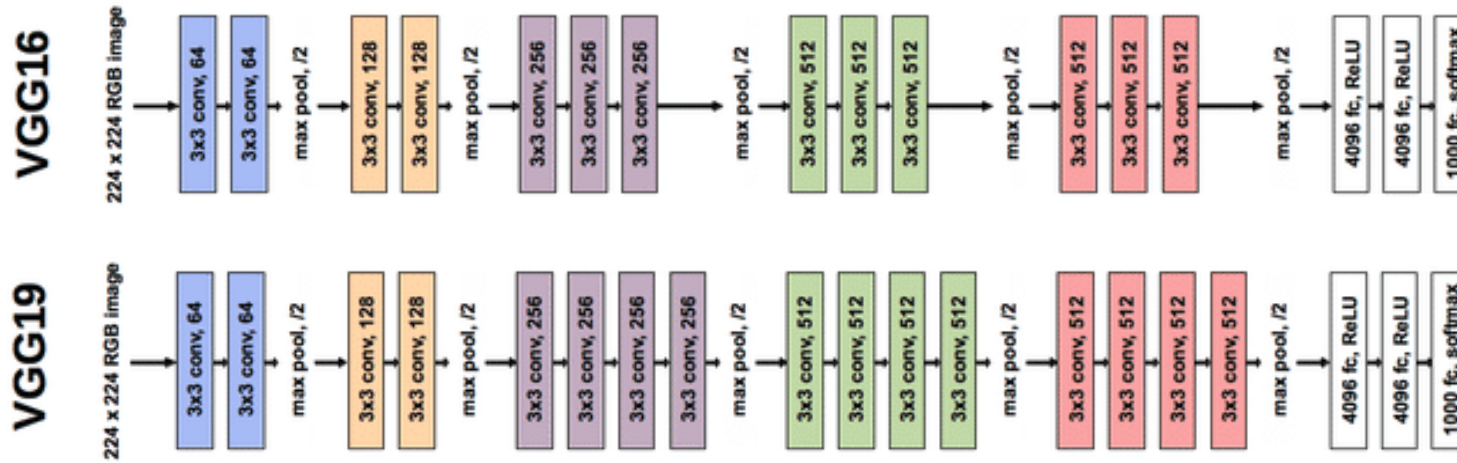 VGG16
224 x 224 RGB image
3x3 conv, 64
3x3 conv, 64
max pool, /2
3x3 conv, 128
3x3 conv, 128
max pool, /2
3x3 conv, 256
3x3 conv, 256
3x3 conv, 256
max pool, /2
3x3 conv, 512
3x3 conv, 512
3x3 conv, 512
max pool, /2
3x3 conv, 512
3x3 conv, 512
3x3 conv, 512
max pool, /2
4096 fc, ReLU
4096 fc, ReLU
1000 fc, softmax
VGG19
224 x 224 RGB image
3x3 conv, 64
3x3 conv, 64
max pool, /2
3x3 conv, 128
3x3 conv, 128
max pool, /2
3x3 conv, 256
3x3 conv, 256
3x3 conv, 256
3x3 conv, 256
max pool, /2
3x3 conv, 512
3x3 conv, 512
3x3 conv, 512
3x3 conv, 512
max pool, /2
3x3 conv, 512
3x3 conv, 512
3x3 conv, 512
3x3 conv, 512
max pool, /2
4096 fc, ReLU
4096 fc, ReLU
1000 fc, softmax